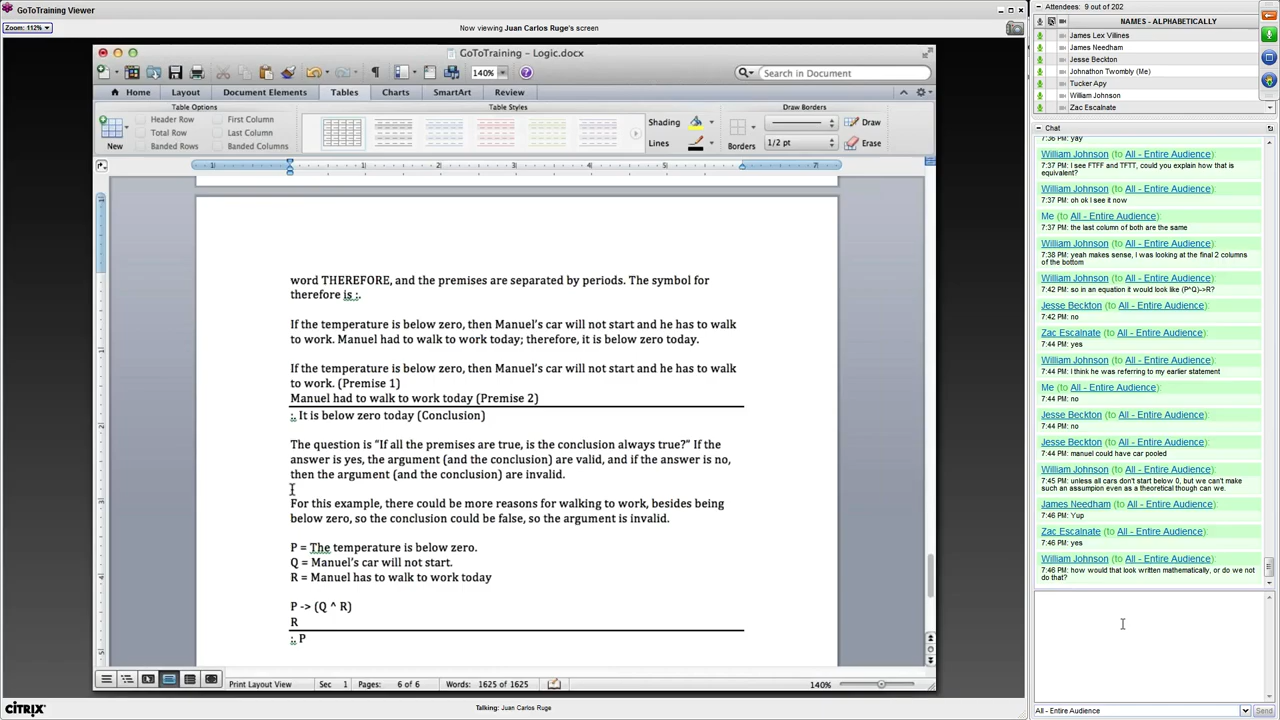 GoToTraining Viewer
Zoom: 112%
Now viewing Juan Carlos Ruge's screen
GoToTraining - Logic.docx
140%
Search in Document
Home
Layout
Document Elements
Tables
Charts
SmartArt
Review
Table Options
Table Styles
Draw Borders
New
Header Row
First Column
Total Row
Last Column
Banded Rows
Banded Columns
Shading
Lines
Borders
Draw
1/2 pt
Erase
word THEREFORE, and the premises are separated by periods. The symbol for
therefore is :.
If the temperature is below zero, then Manuel's car will not start and he has to walk
to work. Manuel had to walk to work today; therefore, it is below zero today.
If the temperature is below zero, then Manuel's car will not start and he has to walk
to work. (Premise 1)
Manuel had to walk to work today (Premise 2)
:. It is below zero today (Conclusion)
The question is "If all the premises are true, is the conclusion always true?" If the
answer is yes, the argument (and the conclusion) are valid, and if the answer is no,
then the argument (and the conclusion) are invalid.
For this example, there could be more reasons for walking to work, besides being
below zero, so the conclusion could be false, so the argument is invalid.
P = The temperature is below zero.
Q = Manuel's car will not start.
R = Manuel has to walk to work today
P -> (Q ^ R)
R
:. P
Print Layout View
Sec 1
Pages: 6 of 6
Words: 1625 of 1625
140%
CITRIX
Talking: Juan Carlos Ruge
Attendees: 9 out of 202
NAMES - ALPHABETICALLY
James Lex Villines
James Needham
Jesse Beckton
Johnathon Twombly (Me)
Tucker Apy
William Johnson
Zac Escalnate
Chat
7:36 PM: yay
William Johnson (to All - Entire Audience):
7:37 PM: I see FTFF and TFTT, could you explain how that is
equivalent?
William Johnson (to All - Entire Audience):
7:37 PM: oh ok I see it now
Me (to All - Entire Audience):
7:37 PM: the last column of both are the same
William Johnson (to All - Entire Audience):
7:38 PM: yeah makes sense, I was looking at the final 2 columns
of the bottom
William Johnson (to All - Entire Audience):
7:42 PM: so in an equation it would look like (P^Q)->R?
Jesse Beckton (to All - Entire Audience):
7:42 PM: no
Zac Escalnate (to All - Entire Audience):
7:44 PM: yes
William Johnson (to All - Entire Audience):
7:44 PM: I think he was referring to my earlier statement
Me (to All - Entire Audience):
7:44 PM: no
Jesse Beckton (to All - Entire Audience):
7:44 PM: no
Jesse Beckton (to All - Entire Audience):
7:44 PM: manuel could have car pooled
William Johnson (to All - Entire Audience):
7:45 PM: unless all cars don't start below 0, but we can't make
such an assumpion even as a theoretical though can we.
James Needham (to All - Entire Audience):
7:46 PM: Yup
Zac Escalnate (to All - Entire Audience):
7:46 PM: yes
William Johnson (to All - Entire Audience):
7:46 PM: how would that look written mathematically, or do we not
do that?
All - Entire Audience
Send